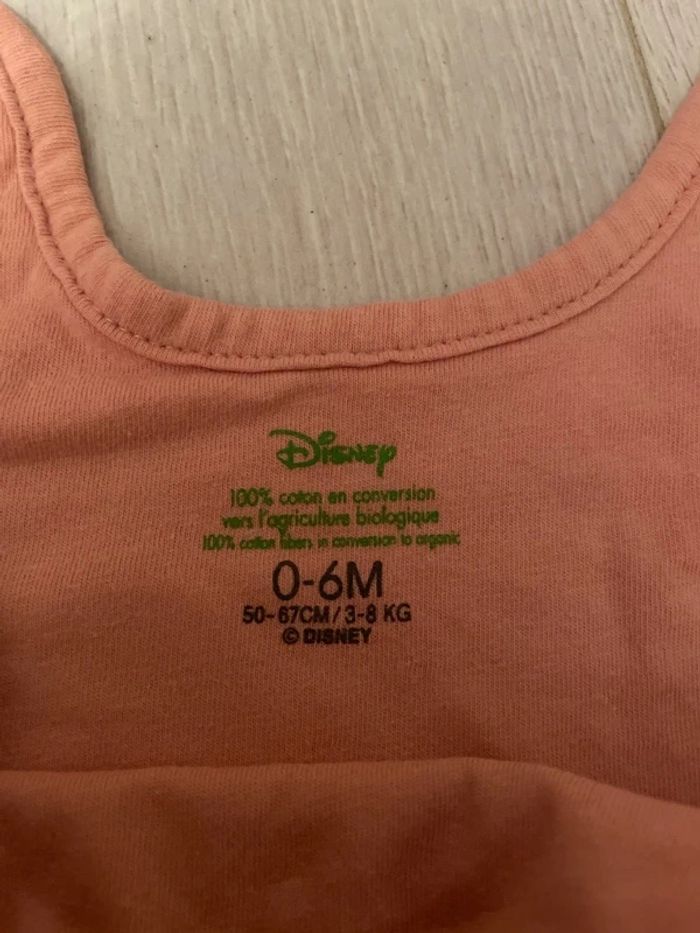 Disney
100% coton en conversion
vers l'agriculture biologique
100% cotton fibers in conversion to organic
0-6M
50-67CM/3-8 KG
© DISNEY